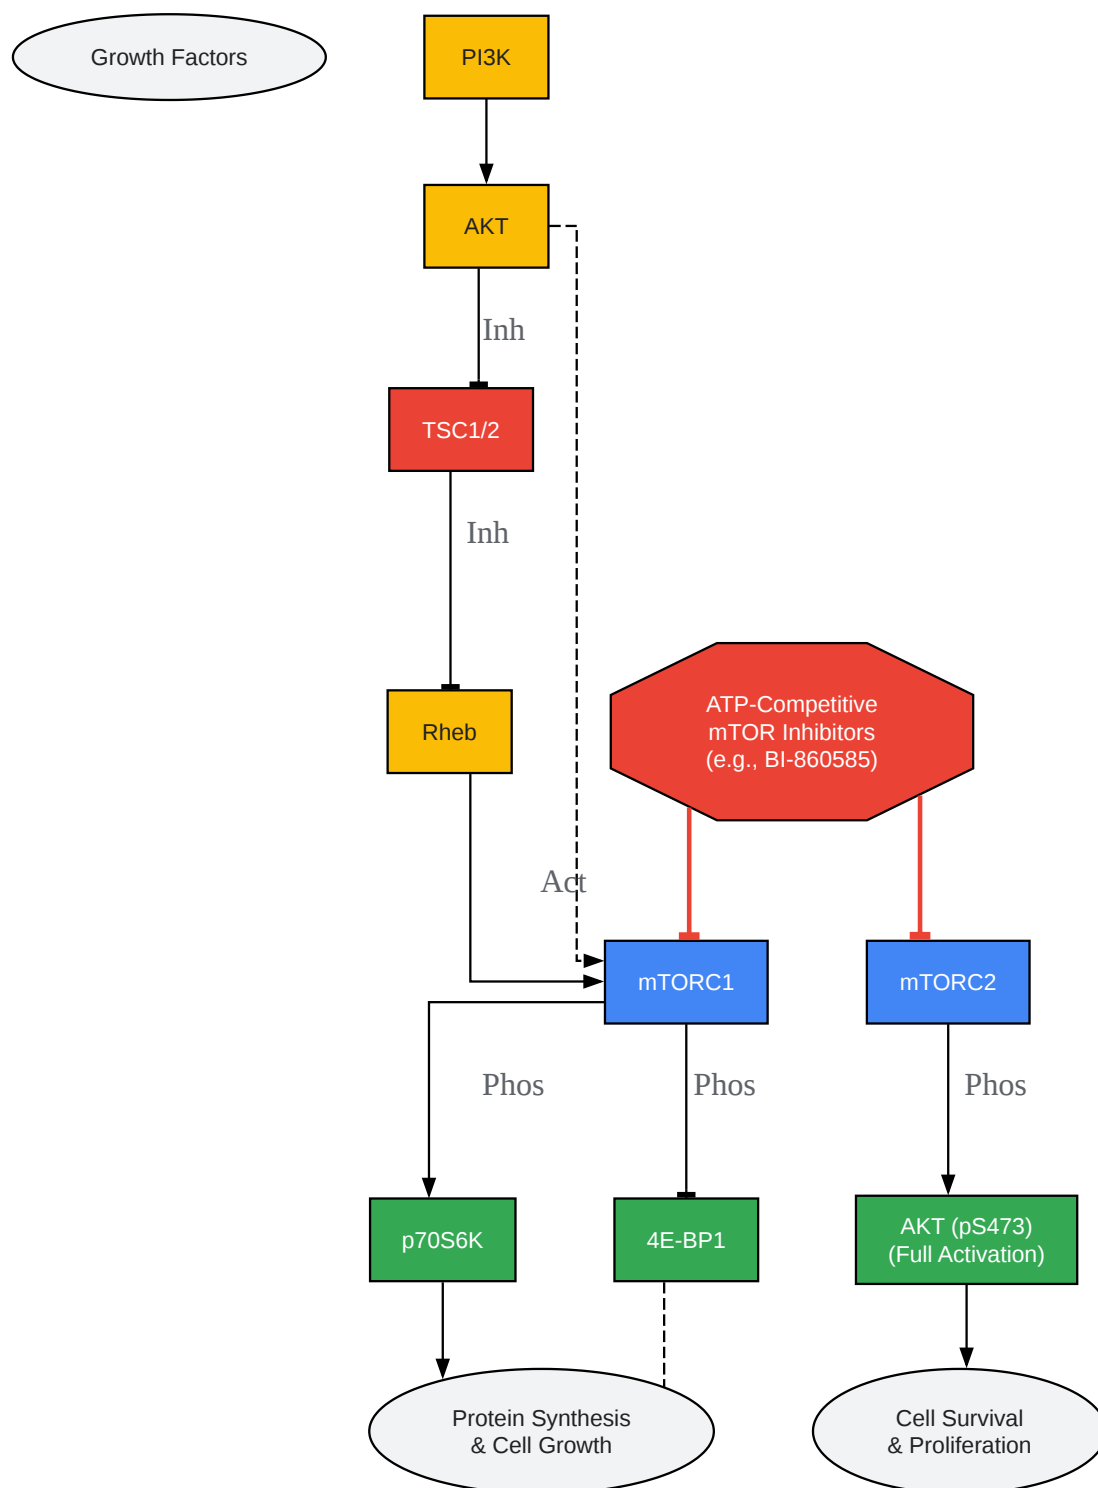 Growth Factors
PI3K
AKT
Inh
TSC1/2
Inh
Rheb
ATP-Competitive
mTOR Inhibitors
(e.g., BI-860585)
Act
mTORC1
mTORC2
Phos
Phos
Phos
p70S6K
4E-BP1
AKT (pS473)
(Full Activation)
Protein Synthesis
& Cell Growth
Cell Survival
& Proliferation